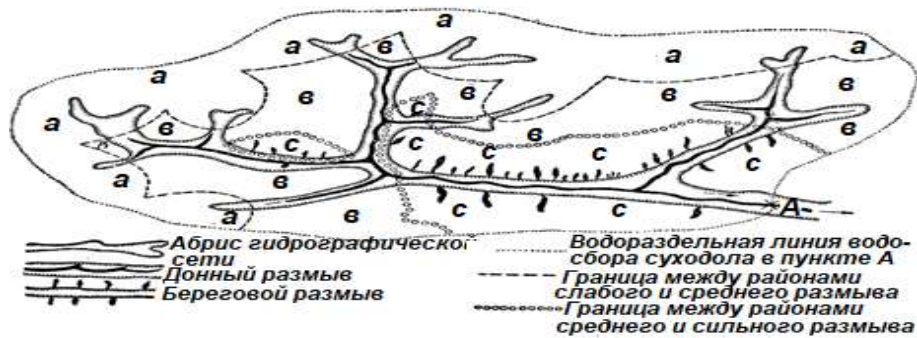 а
а
в
а
а
а
в
в
в
в
а
с
в
в
с
с
с
с
с
а
в
с
а
в
с
с
А
Абрис гидрографической
сети
Донный размыв
Береговой размыв
Водораздельная линия водо-
сбора суходола в пункте А
Граница между районами
слабого и среднего размыва
Граница между районами
среднего и сильного размыва